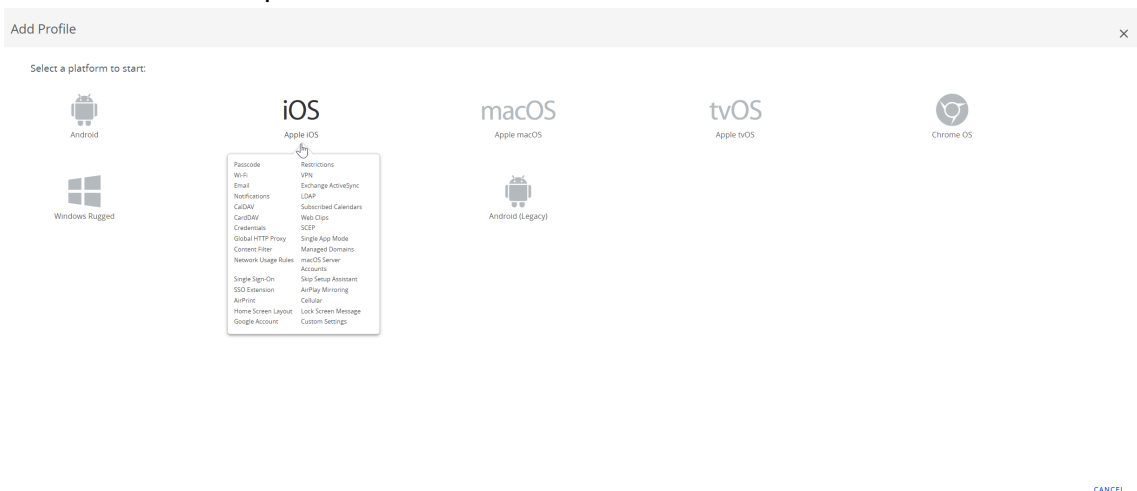 Add Profile
Select a platform to start:
iOS
macOS
tvOS
Android
Apple iOS
Apple macOS
Apple tvOS
Chrome OS
Passcode Restrictions
Wi-Fi VPN
Email Exchange ActiveSync
Notifications LDAP
CalDAV Subscribed Calendars
CardDAV Web Clips
Credentials SCEP
Global HTTP Proxy Single App Mode
Content Filter Managed Domains
Network Usage Rules macOS Server
Accounts
Single Sign-On Skip Setup Assistant
SSO Extension AirPlay Mirroring
AirPrint Cellular
Home Screen Layout Lock Screen Message
Google Account Custom Settings
Windows Rugged
Android (Legacy)
CANCEL